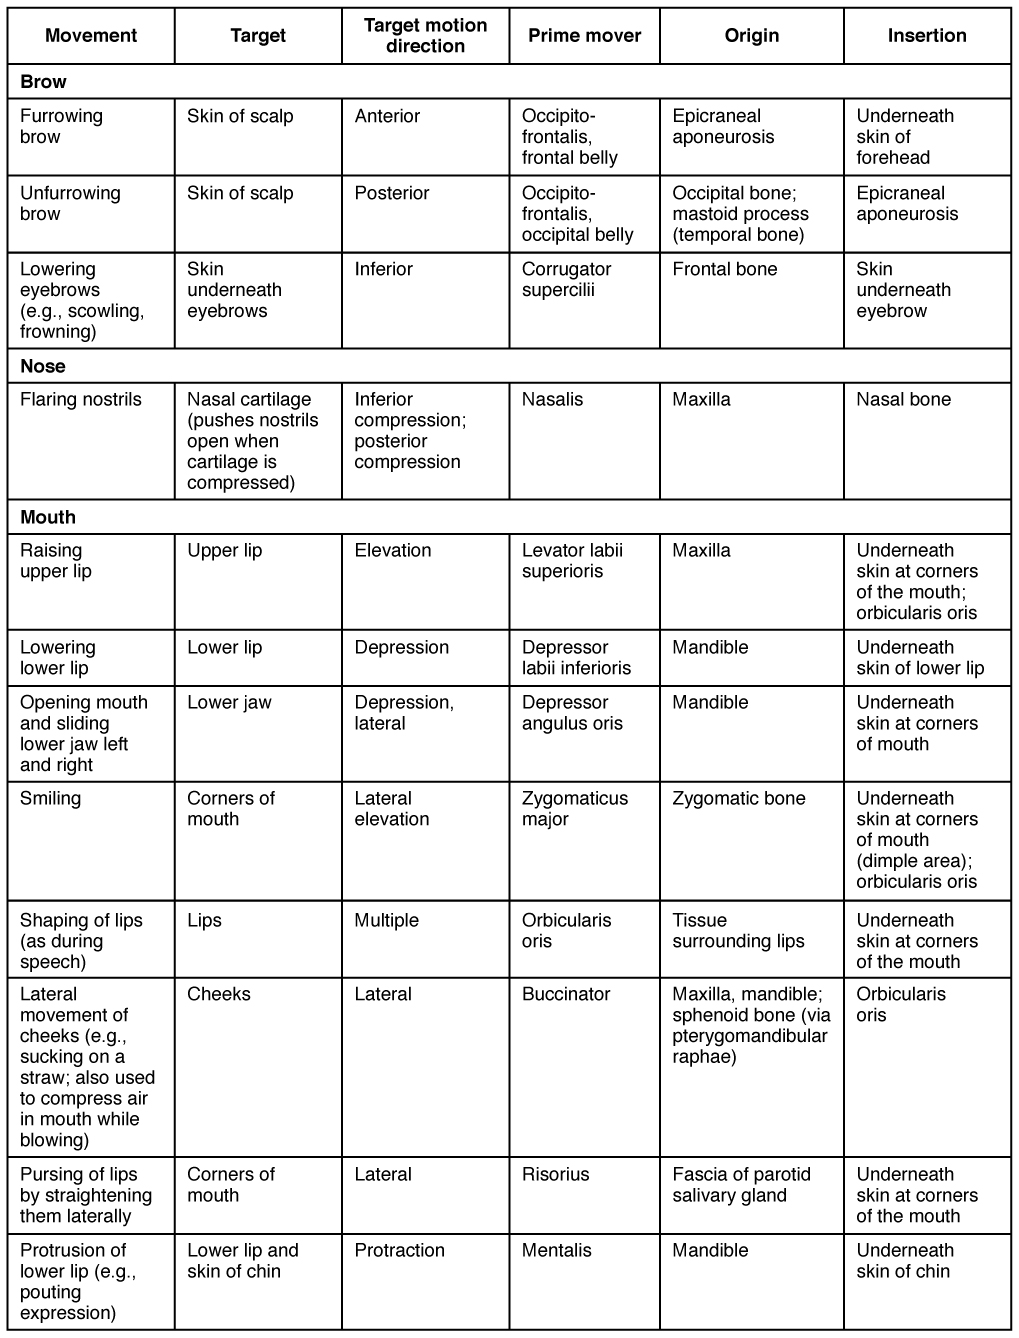 Movement
Target
Target motion
direction
Prime mover
Origin
Insertion
Brow
Furrowing
brow
Skin of scalp
Anterior
Occipito-
frontalis,
frontal belly
Epicraneal
aponeurosis
Underneath
skin of
forehead
Unfurrowing
brow
Skin of scalp
Posterior
Occipito-
frontalis,
occipital belly
Occipital bone;
mastoid process
(temporal bone)
Epicraneal
aponeurosis
Lowering
eyebrows
(e.g., scowling,
frowning)
Skin
underneath
eyebrows
Inferior
Corrugator
supercilii
Frontal bone
Skin
underneath
eyebrow
Nose
Flaring nostrils
Nasal cartilage
(pushes nostrils
open when
cartilage is
compressed)
Inferior
compression;
posterior
compression
Nasalis
Maxilla
Nasal bone
Mouth
Raising
upper lip
Upper lip
Elevation
Levator labii
superioris
Maxilla
Underneath
skin at corners
of the mouth;
orbicularis oris
Lowering
lower lip
Lower lip
Depression
Depressor
labii inferioris
Mandible
Underneath
skin of lower lip
Opening mouth
and sliding
lower jaw left
and right
Lower jaw
Depression,
lateral
Depressor
angulus oris
Mandible
Underneath
skin at corners
of mouth
Smiling
Corners of
mouth
Lateral
elevation
Zygomaticus
major
Zygomatic bone
Underneath
skin at corners
of mouth
(dimple area);
orbicularis oris
Shaping of lips
(as during
speech)
Lips
Multiple
Orbicularis
oris
Tissue
surrounding lips
Underneath
skin at corners
of the mouth
Lateral
movement of
cheeks (e.g.,
sucking on a
straw; also used
to compress air
in mouth while
blowing)
Cheeks
Lateral
Buccinator
Maxilla, mandible;
sphenoid bone (via
pterygomandibular
raphae)
Orbicularis
oris
Pursing of lips
by straightening
them laterally
Corners of
mouth
Lateral
Risorius
Fascia of parotid
salivary gland
Underneath
skin at corners
of the mouth
Protrusion of
lower lip (e.g.,
pouting
expression)
Lower lip and
skin of chin
Protraction
Mentalis
Mandible
Underneath
skin of chin